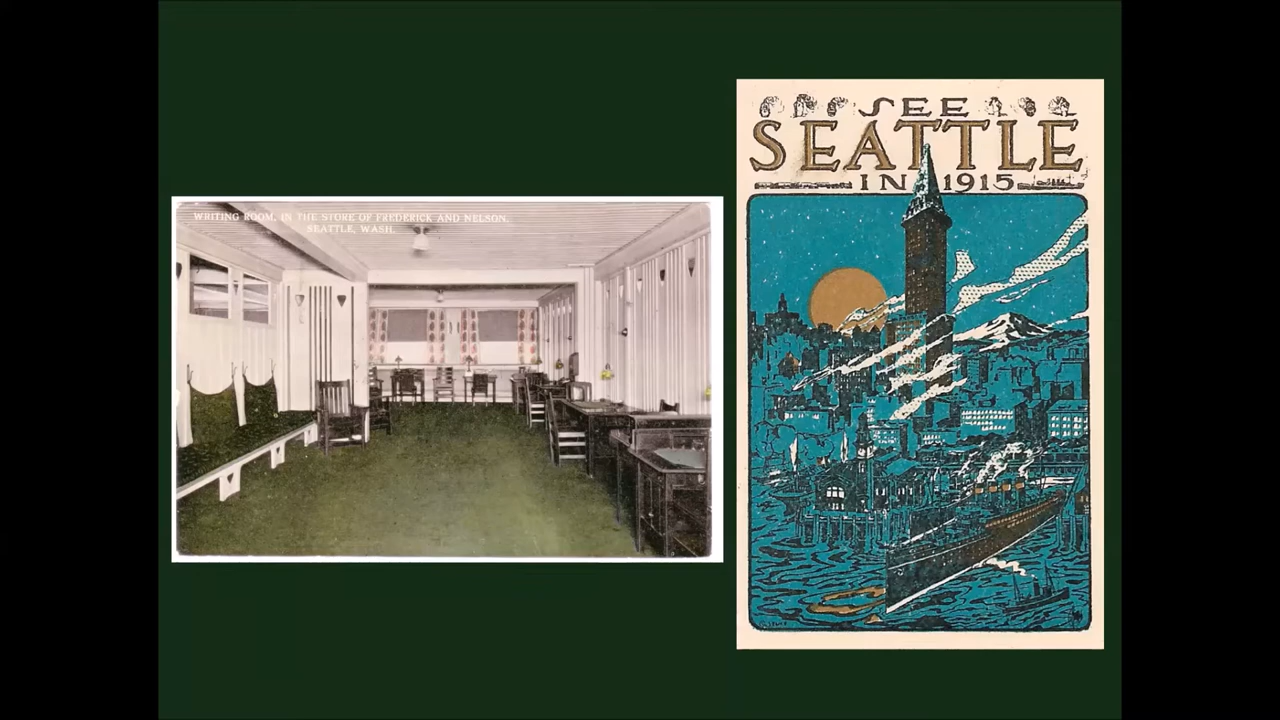 WRITING ROOM, IN THE STORE OF FREDERICK AND NELSON,
SEATTLE, WASH.
SEE
SEATTLE
IN 1915